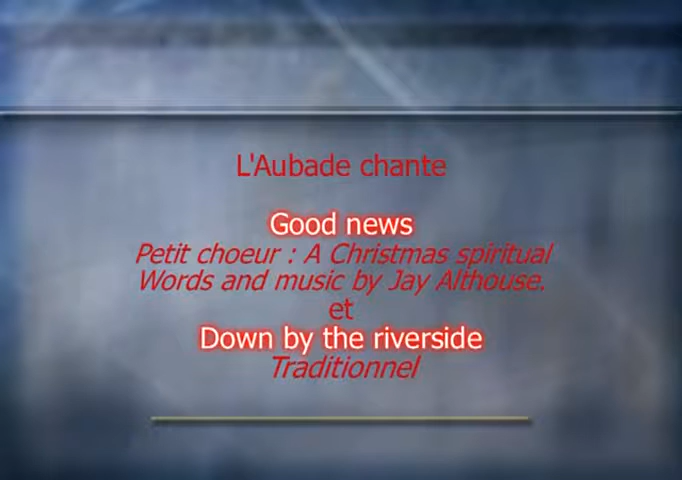 L'Aubade chante
Good news
Petit choeur : A Christmas spiritual
Words and music by Jay Althouse.
et
Down by the riverside
Traditionnel